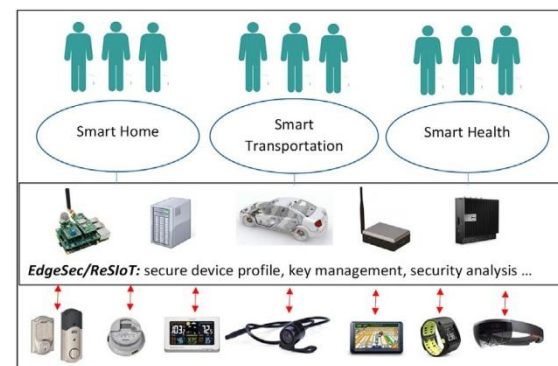 Smart Home
Smart
Transportation
Smart Health
EdgeSec/ReSIoT: secure device profile, key management, security analysis ...